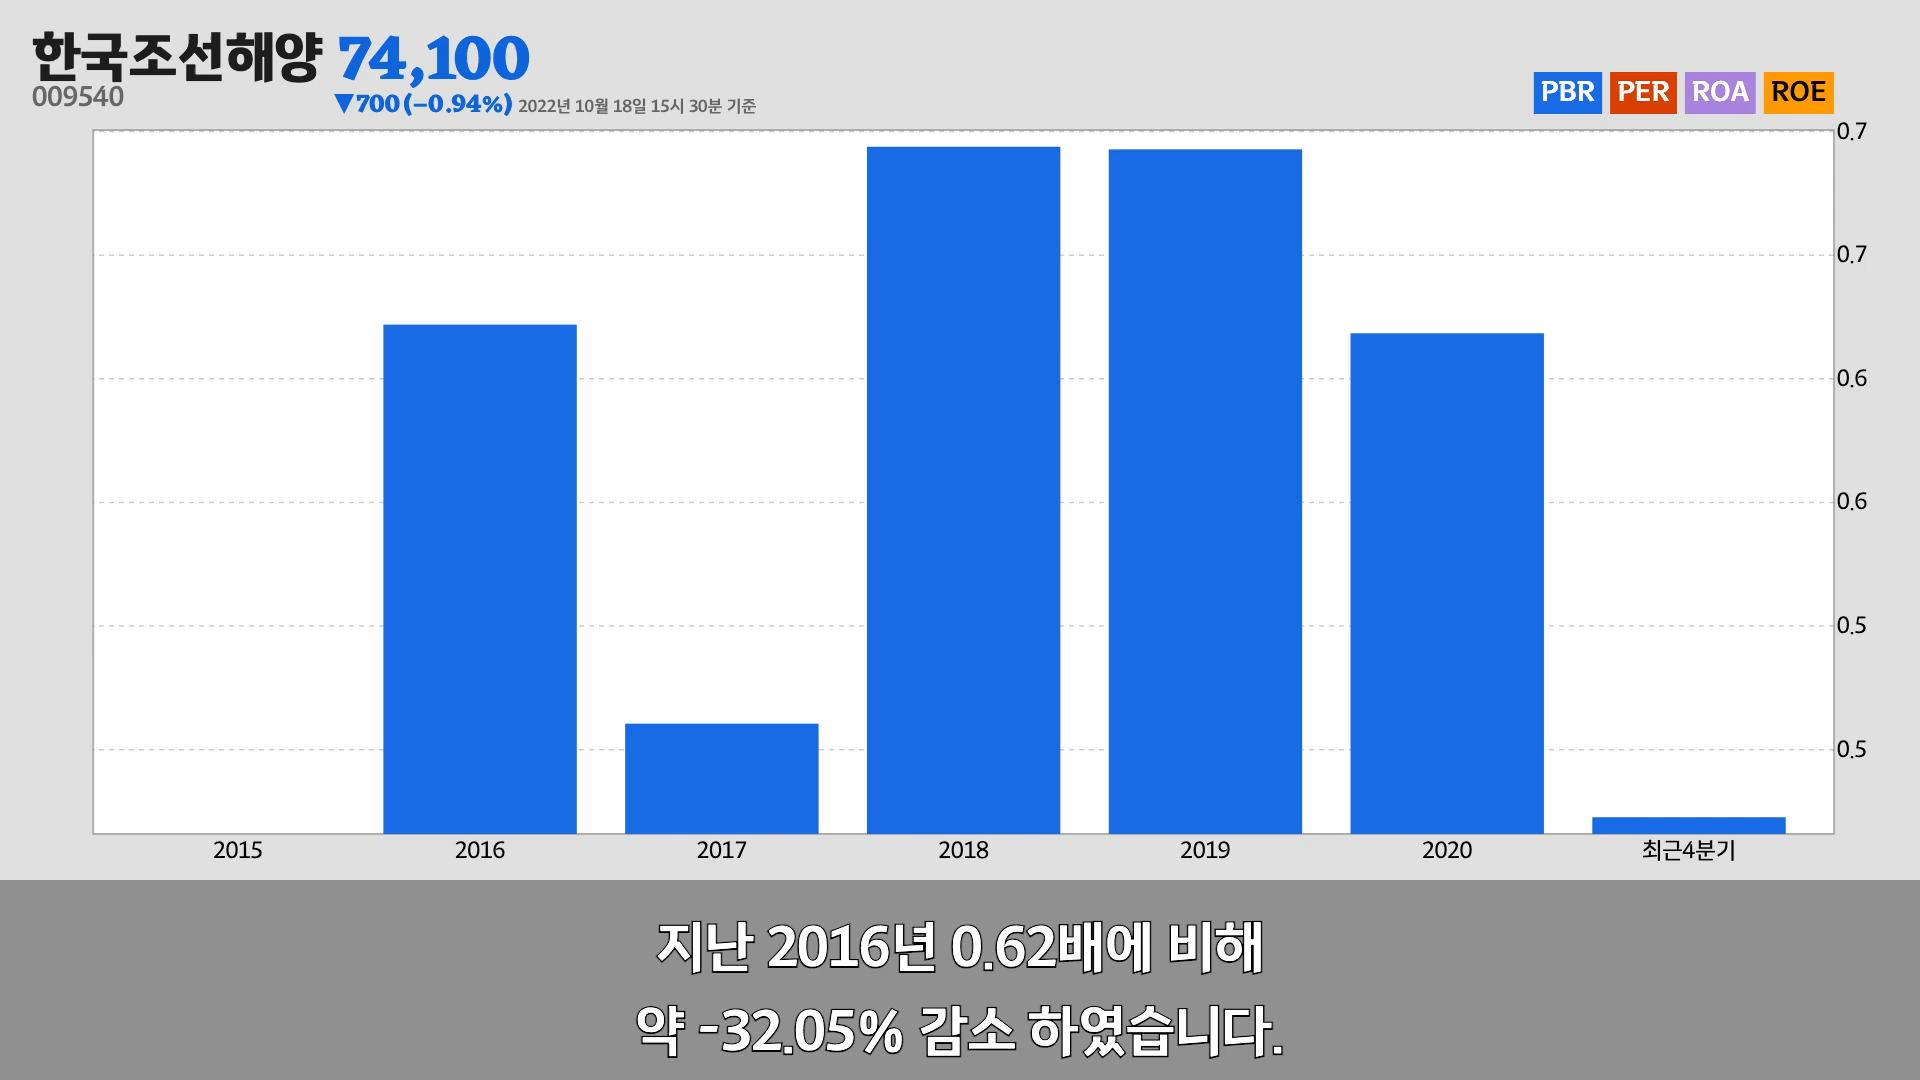 한국조선해양 74,100
009540
▼700 (−0.94%) 2022년 10월 18일 15시 30분 기준
PBR PER ROA ROE
0.7
0.7
0.6
0.6
0.5
0.5
2015 2016 2017 2018 2019 2020 최근4분기
지난 2016년 0.62배에 비해
약 -32.05% 감소 하였습니다.